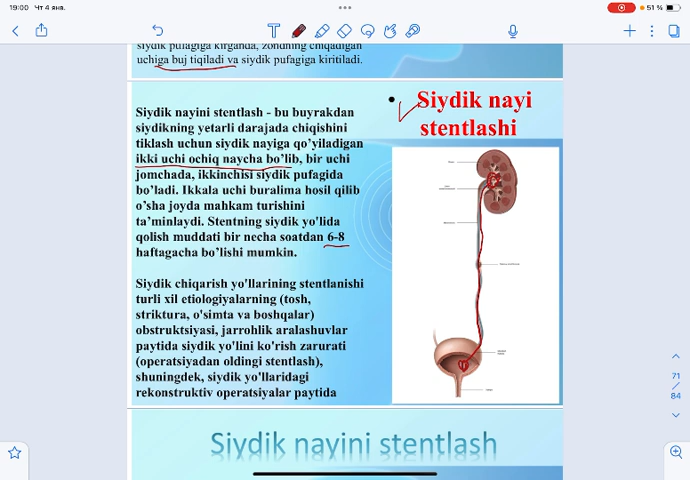 19:00 Чт 4 янв.
51 %
siydik pufagiga kirganda, zondning chiqadigan
uchiga buj tiqiladi va siydik pufagiga kiritiladi.
Siydik nayini stentlash - bu buyrakdan
siydikning yetarli darajada chiqishini
tiklash uchun siydik nayiga qo’yiladigan
ikki uchi ochiq naycha bo’lib, bir uchi
jomchada, ikkinchisi siydik pufagida
bo’ladi. Ikkala uchi buralima hosil qilib
o’sha joyda mahkam turishini
ta’minlaydi. Stentning siydik yo'lida
qolish muddati bir necha soatdan 6-8
haftagacha bo’lishi mumkin.
Siydik chiqarish yo'llarining stentlanishi
turli xil etiologiyalarning (tosh,
striktura, o'simta va boshqalar)
obstruktsiyasi, jarrohlik aralashuvlar
paytida siydik yo'lini ko'rish zarurati
(operatsiyadan oldingi stentlash),
shuningdek, siydik yo'llaridagi
rekonstruktiv operatsiyalar paytida
• Siydik nayi
stentlashi
71
/
84
Siydik nayini stentlash